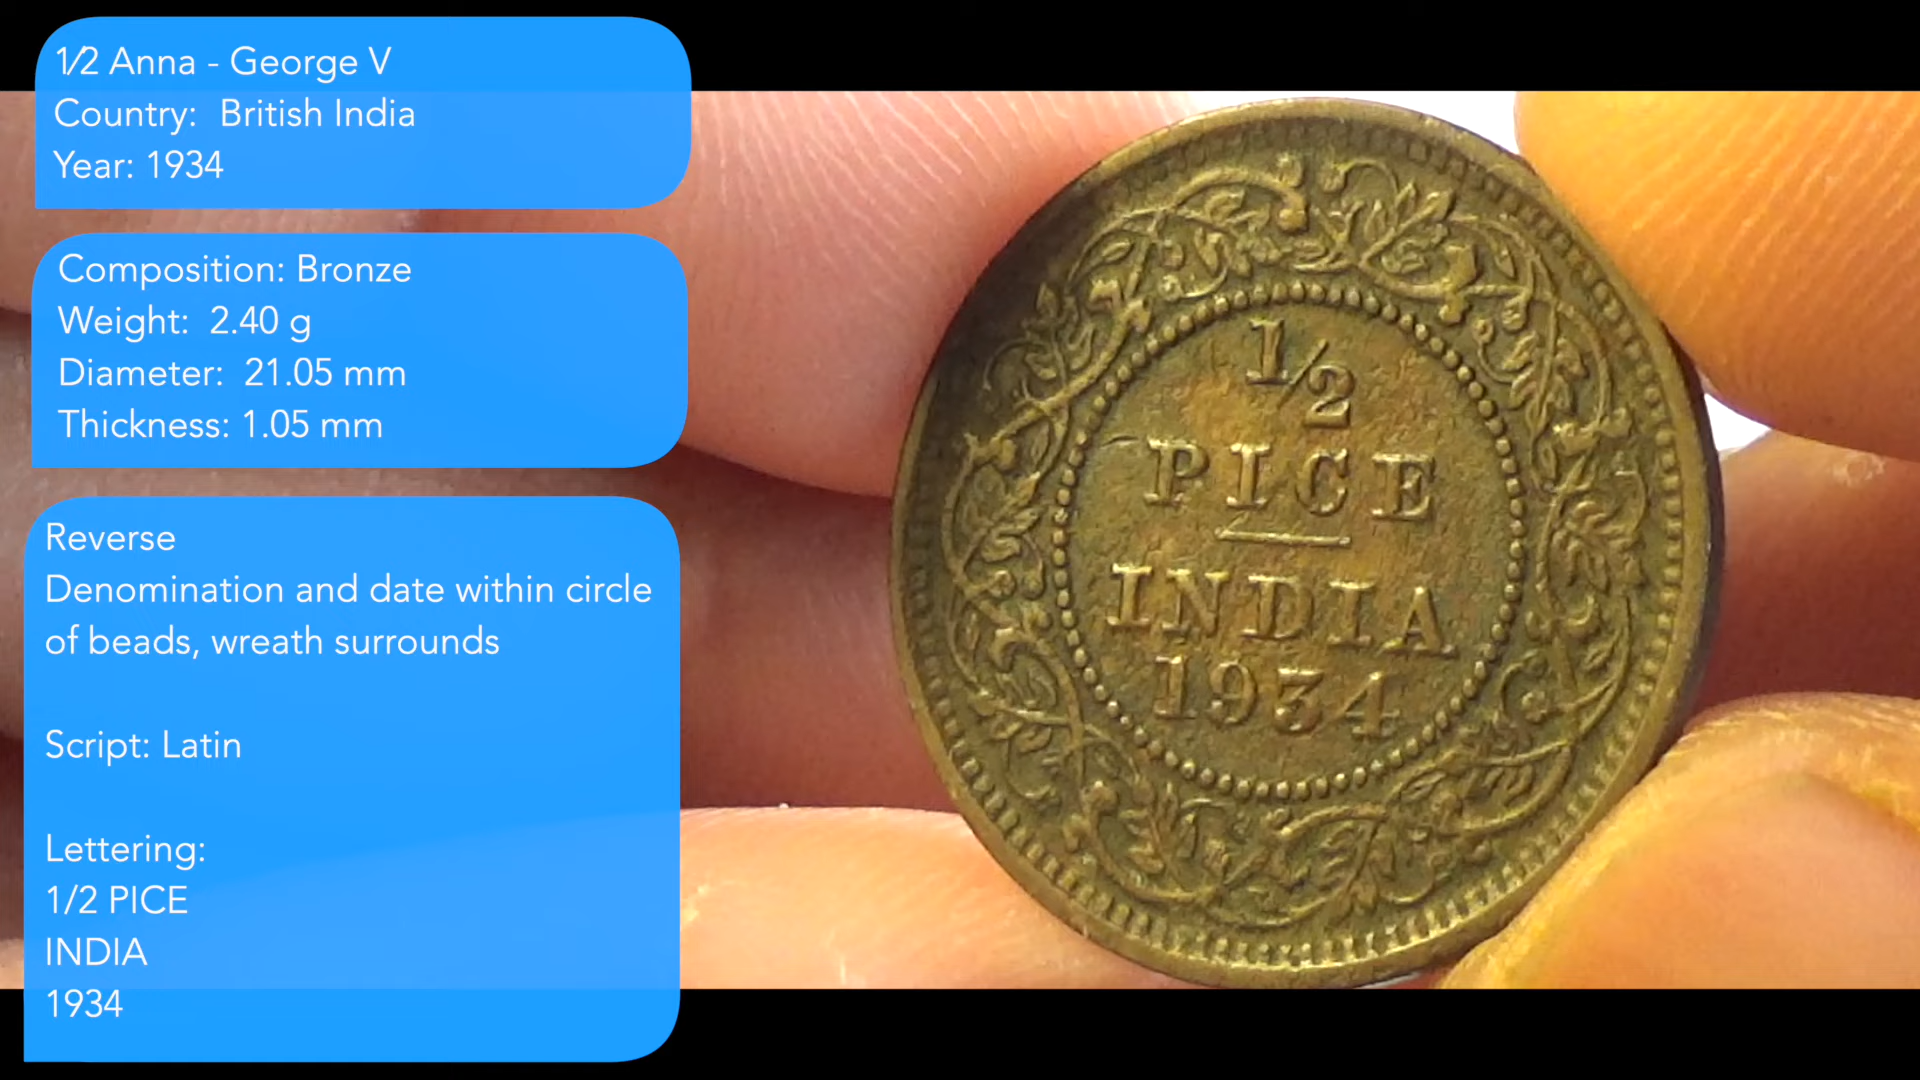 1/2 Anna - George V
Country: British India
Year: 1934
Composition: Bronze
Weight: 2.40 g
Diameter: 21.05 mm
Thickness: 1.05 mm
Reverse
Denomination and date within circle
of beads, wreath surrounds
Script: Latin
Lettering:
1/2 PICE
INDIA
1934
1/2
PICE
INDIA
1934